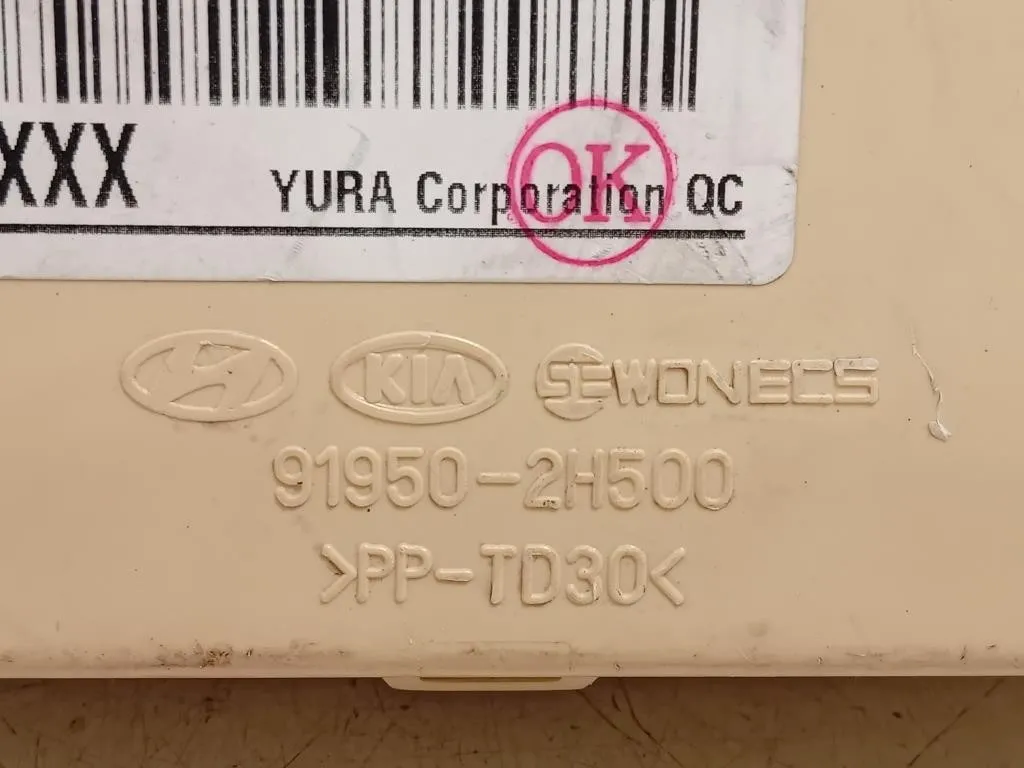 XXX
YURA Corporation QC
OK
KIA SEWONECS
91950-2H500
>PP-TD30<